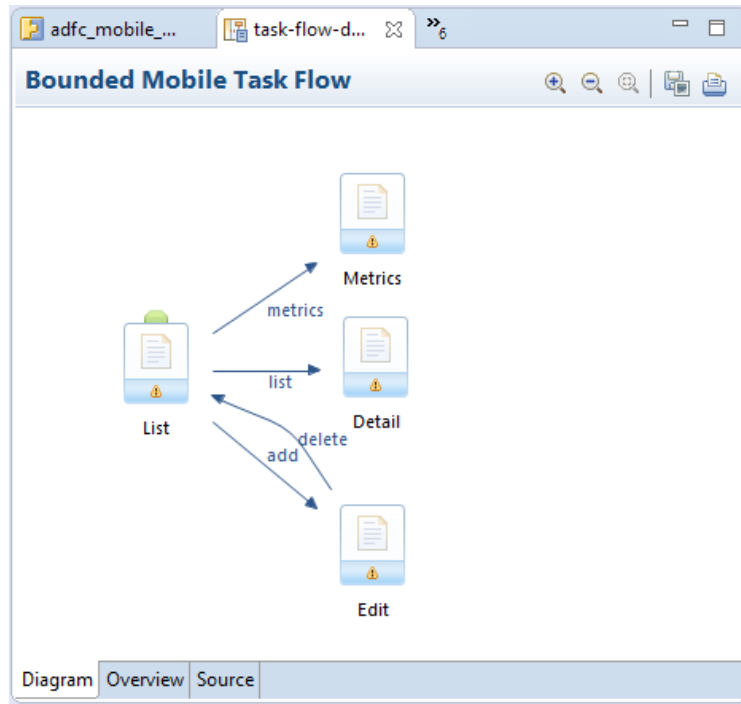 adfc_mobile_...
task-flow-d...
»6
Bounded Mobile Task Flow
Metrics
metrics
list
List
Detail
delete
add
Edit
Diagram Overview Source